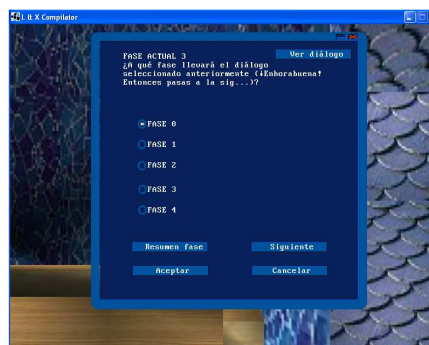 L & X Compilator
FASE ACTUAL 3
Ver diálogo
¿A qué fase llevará el diálogo
seleccionado anteriormente (¡Enhorabuena!
Entonces pasas a la sig...)?
FASE 0
FASE 1
FASE 2
FASE 3
FASE 4
Resumen fase
Siguiente
Aceptar
Cancelar